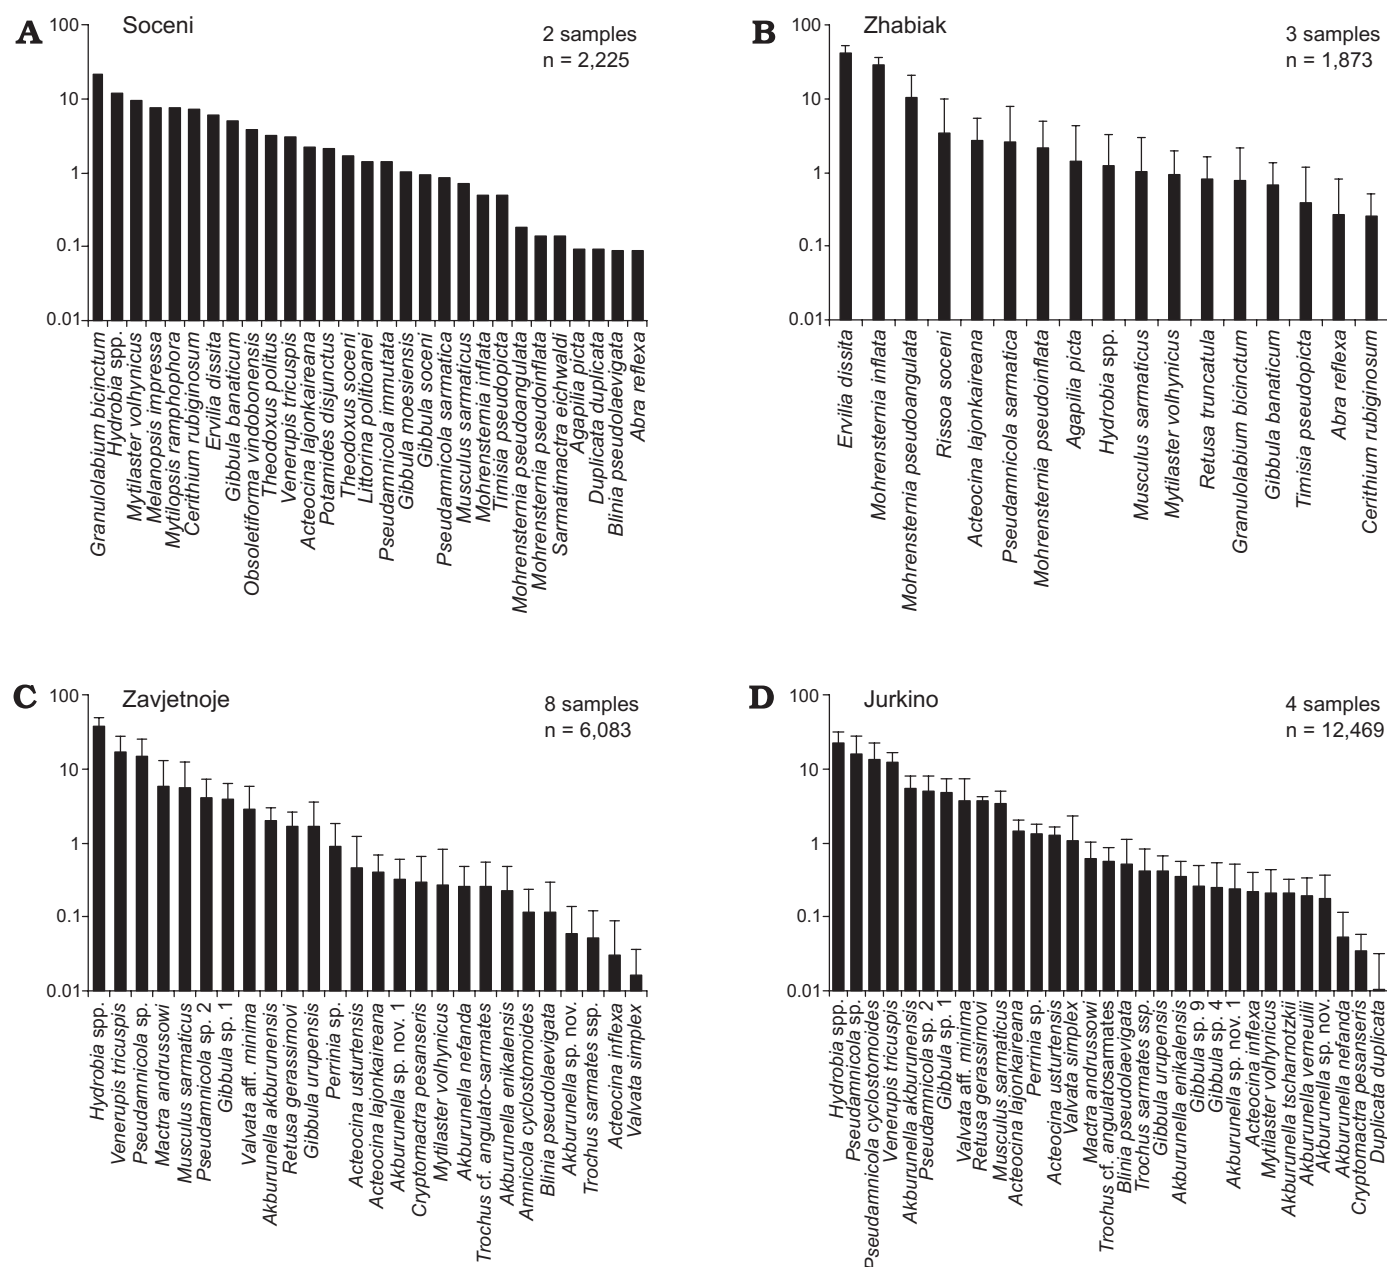 A Soceni
2 samples
n = 2,225
100
10
1
0.1
0.01
Granulolabium bicinctum
Hydrobia spp.
Mytilaster volhynicus
Melanopsis impressa
Mytilopsis ramphophora
Cerithium rubiginosum
Ervilia dissita
Gibbula banaticum
Obsoletiforma vindobonensis
Theodoxus politus
Venerupis tricuspis
Acteocina lajonkaireana
Potamides disjunctus
Theodoxus soceni
Littorina politioanei
Pseudamnicola immutata
Gibbula moesiensis
Gibbula soceni
Pseudamnicola sarmatica
Musculus sarmaticus
Mohrensternia inflata
Timisia pseudopicta
Mohrensternia pseudoangulata
Mohrensternia pseudoinflata
Sarmatimactra eichwaldi
Agapilia picta
Duplicata duplicata
Blinia pseudolaevigata
Abra reflexa
B Zhabiak
3 samples
n = 1,873
100
10
1
0.1
0.01
Ervilia dissita
Mohrensternia inflata
Mohrensternia pseudoangulata
Rissoa soceni
Acteocina lajonkaireana
Pseudamnicola sarmatica
Mohrensternia pseudoinflata
Agapilia picta
Hydrobia spp.
Musculus sarmaticus
Mytilaster volhynicus
Retusa truncatula
Granulolabium bicinctum
Gibbula banaticum
Timisia pseudopicta
Abra reflexa
Cerithium rubiginosum
C Zavjetnoje
8 samples
n = 6,083
100
10
1
0.1
0.01
Hydrobia spp.
Venerupis tricuspis
Pseudamnicola sp.
Mactra andrussowi
Musculus sarmaticus
Pseudamnicola sp. 2
Gibbula sp. 1
Valvata aff. minima
Akburunella akburunensis
Retusa gerassimovi
Gibbula urupensis
Perrinia sp.
Acteocina usturtensis
Acteocina lajonkaireana
Akburunella sp. nov. 1
Cryptomactra pesanseris
Mytilaster volhynicus
Akburunella nefanda
Trochus cf. angulato-sarmates
Akburunella enikalensis
Amnicola cyclostomoides
Blinia pseudolaevigata
Akburunella sp. nov.
Trochus sarmates ssp.
Acteocina inflexa
Valvata simplex
D Jurkino
4 samples
n = 12,469
100
10
1
0.1
0.01
Hydrobia spp.
Pseudamnicola sp.
Pseudamnicola cyclostomoides
Venerupis tricuspis
Akburunella akburunensis
Pseudamnicola sp. 2
Gibbula sp. 1
Valvata aff. minima
Retusa gerassimovi
Musculus sarmaticus
Acteocina lajonkaireana
Perrinia sp.
Acteocina usturtensis
Valvata simplex
Mactra andrussowi
Trochus cf. angulatosarmates
Blinia pseudolaevigata
Trochus sarmates ssp.
Gibbula urupensis
Akburunella enikalensis
Gibbula sp. 9
Gibbula sp. 4
Akburunella sp. nov. 1
Acteocina inflexa
Mytilaster volhynicus
Akburunella tscharnotzkii
Akburunella verneuilii
Akburunella sp. nov.
Akburunella nefanda
Cryptomactra pesanseris
Duplicata duplicata